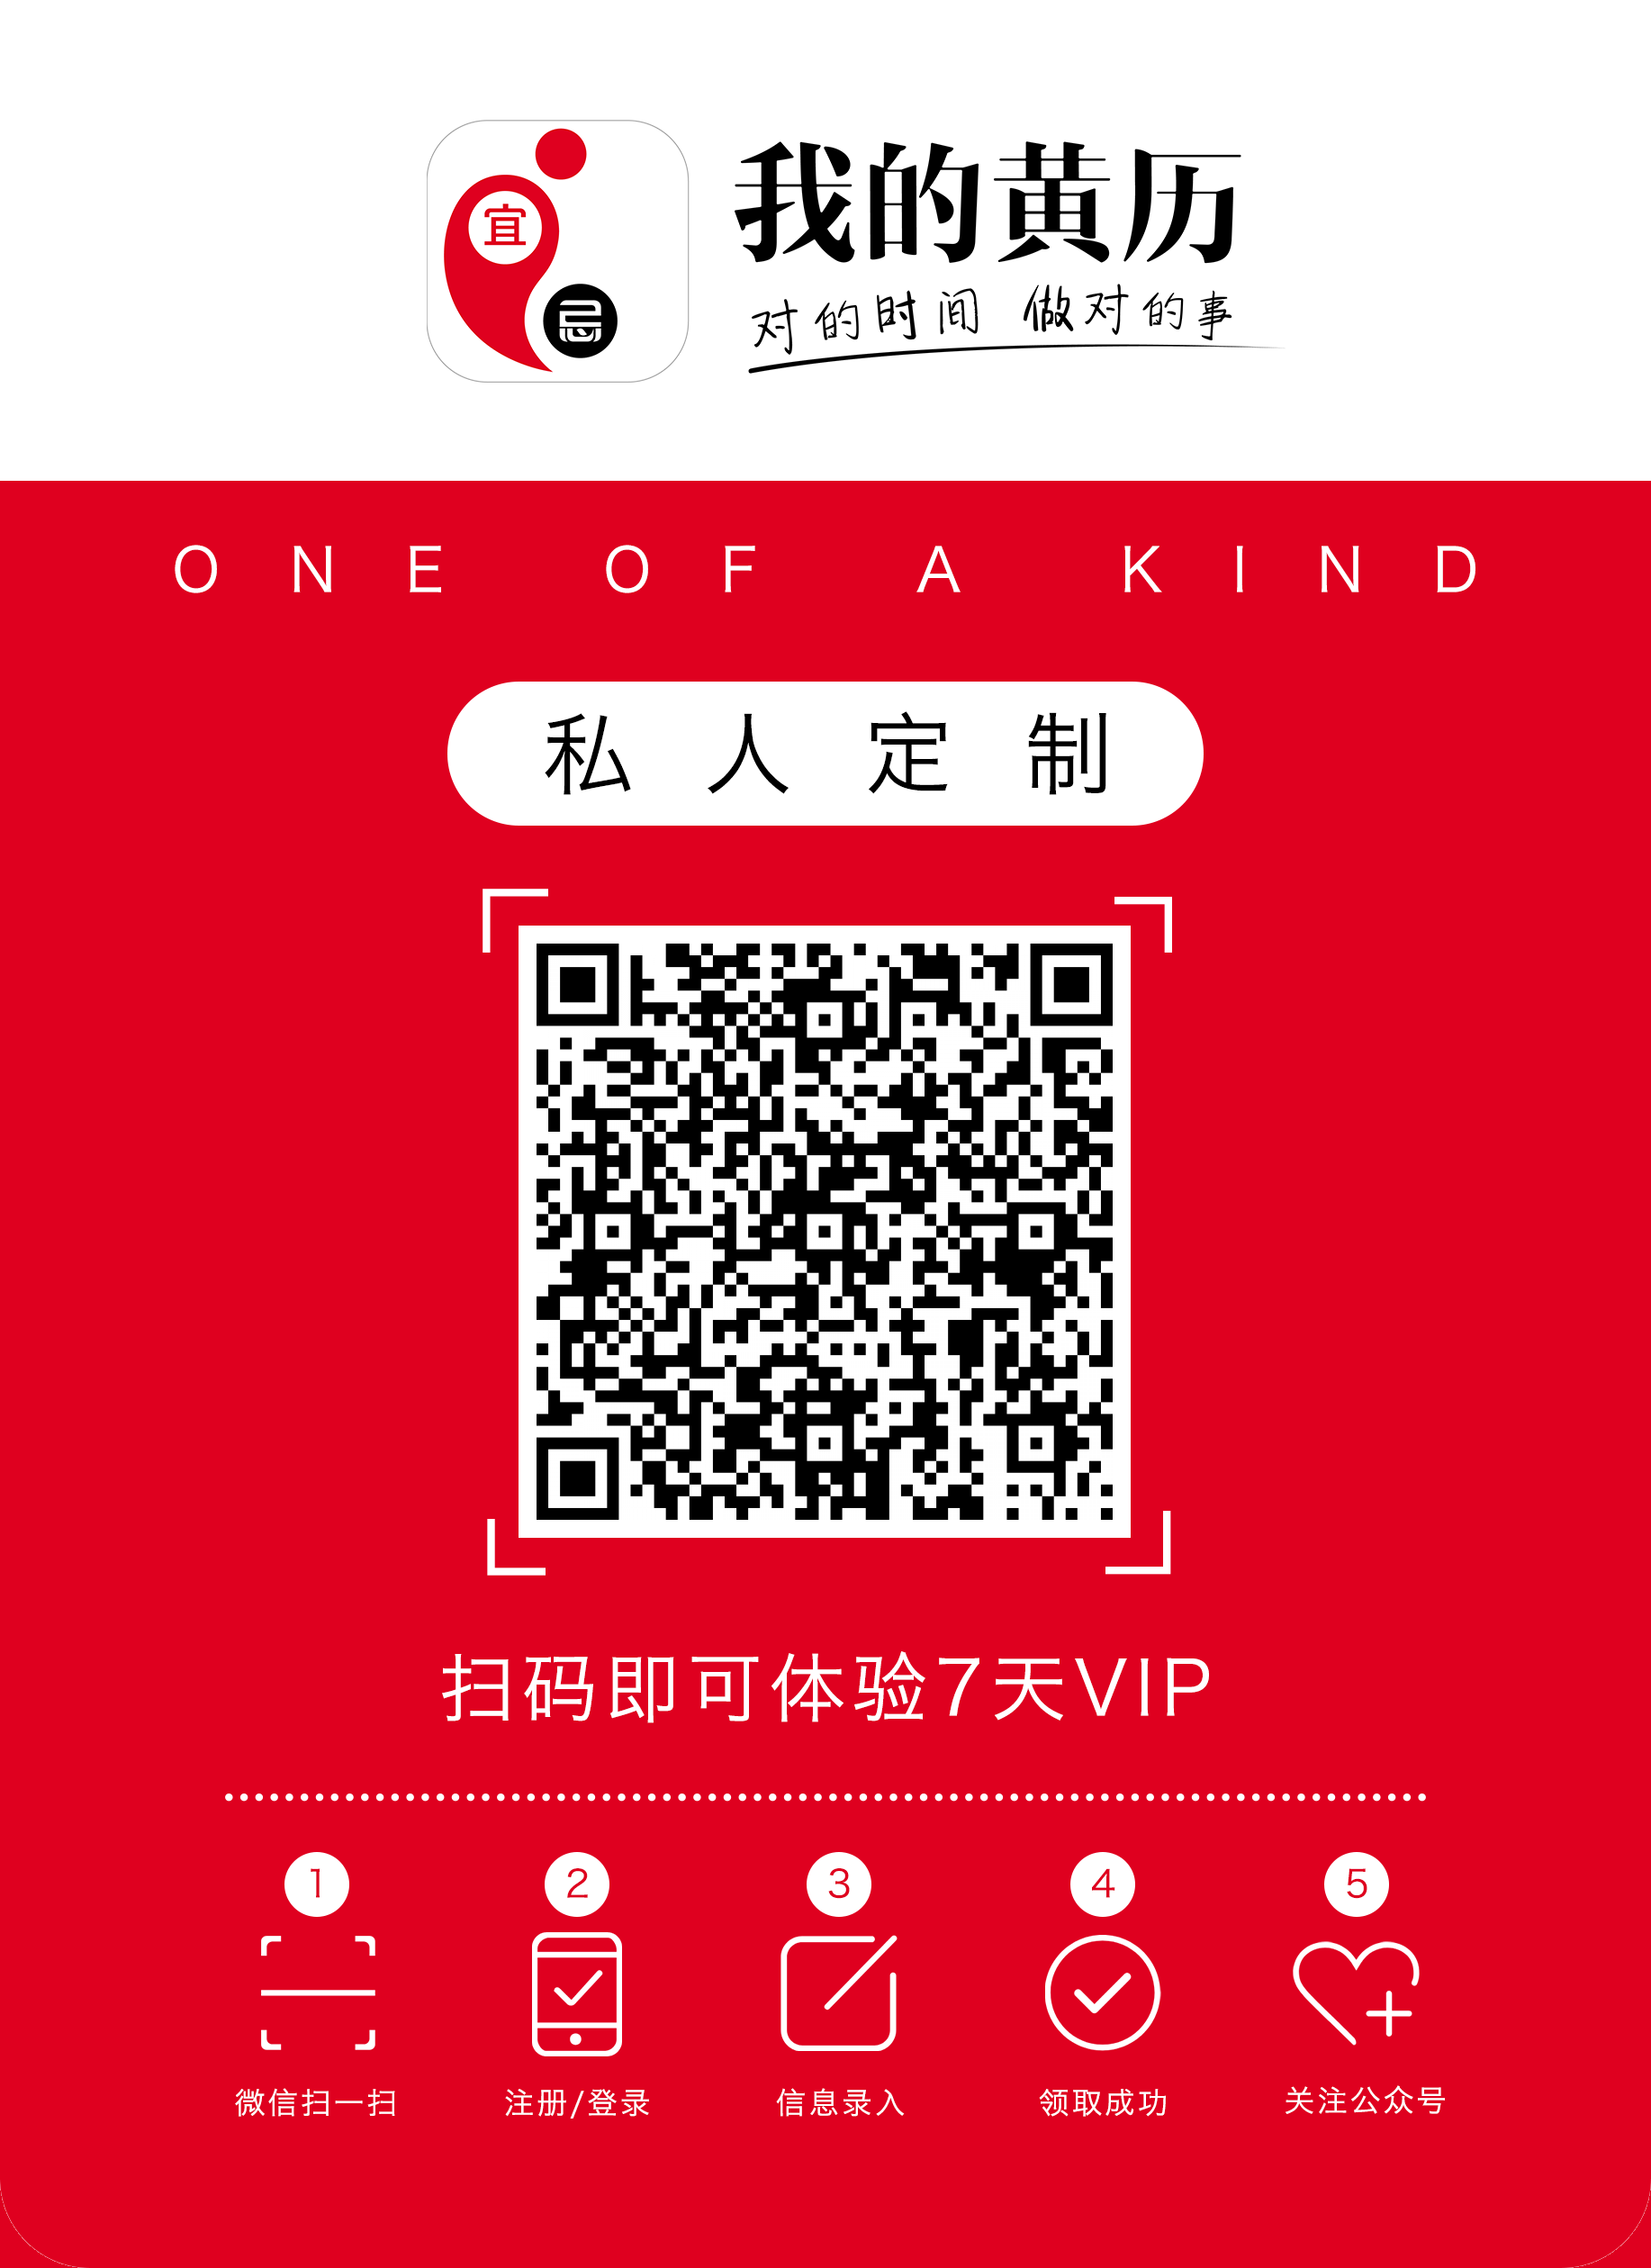 宜
忌
我的黄历
对的时间 做对的事
ONE OF A KIND
私人定制
扫码即可体验7天VIP
1 2 3 4 5
微信扫一扫 注册/登录 信息录入 领取成功 关注公众号